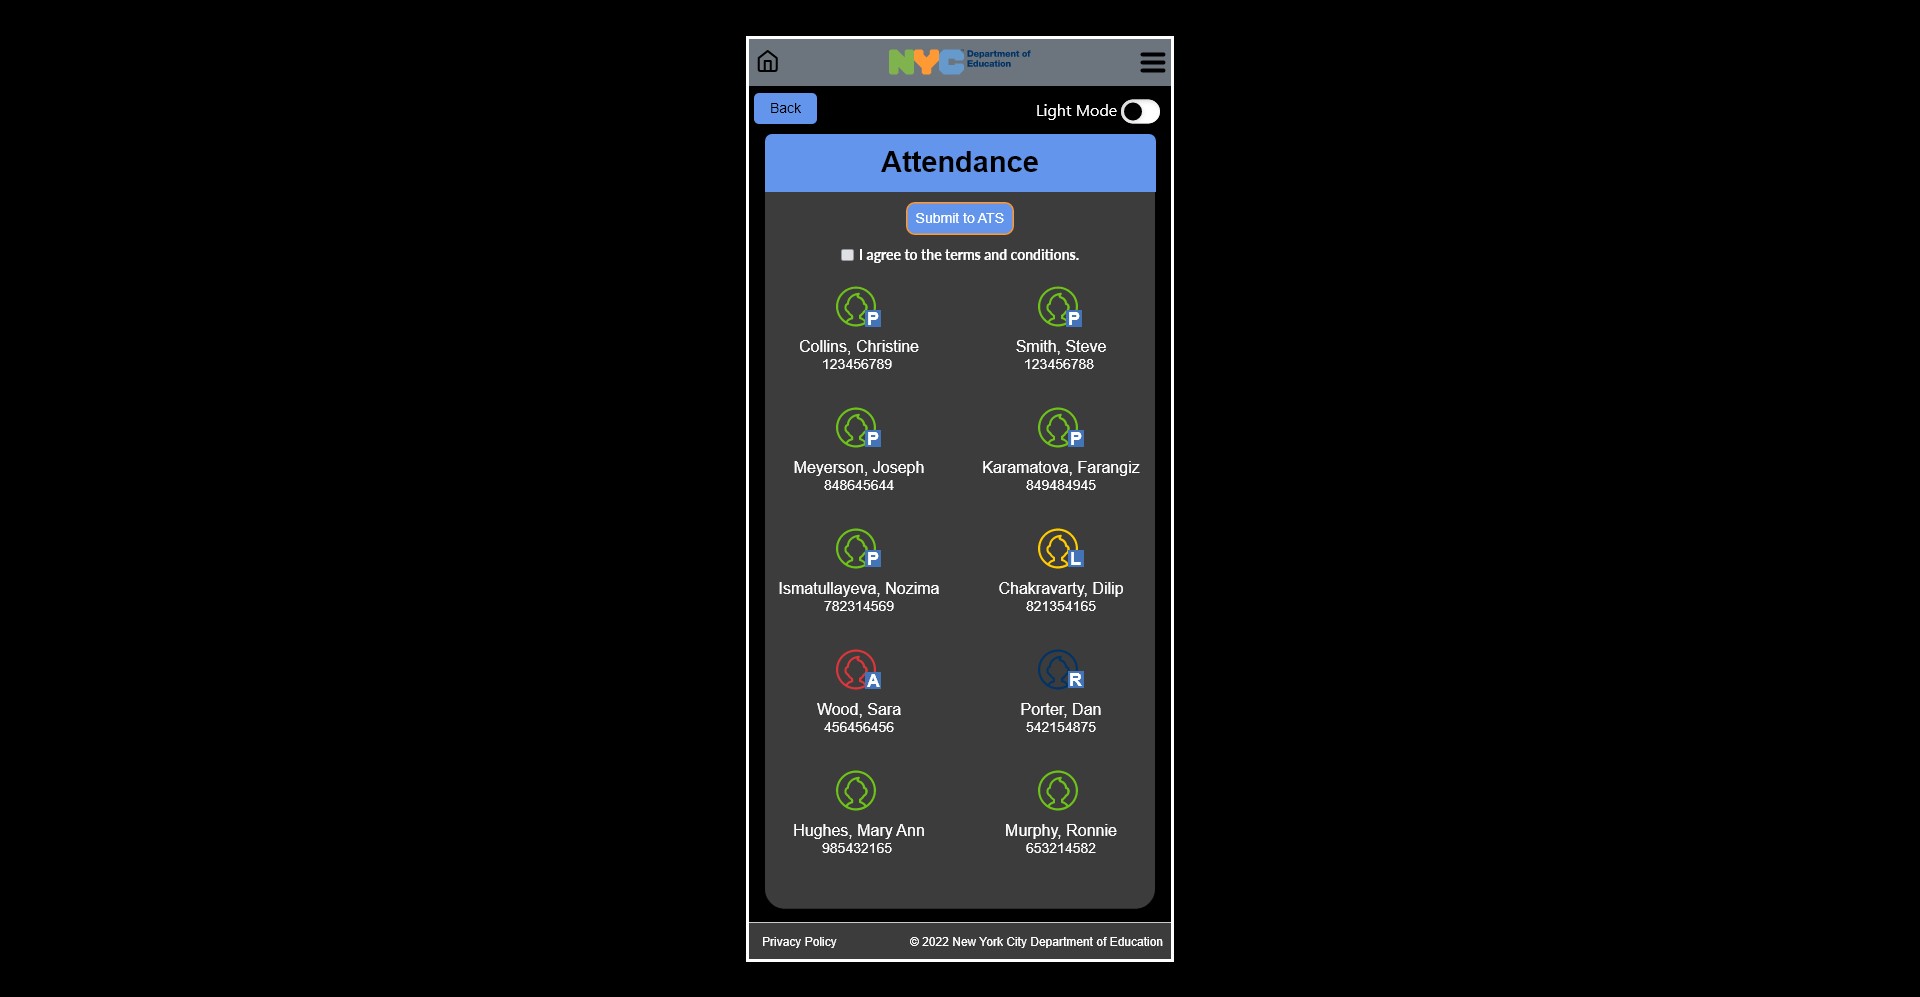 NYC Department of
Education
Back
Light Mode
Attendance
Submit to ATS
I agree to the terms and conditions.
P
P
Collins, Christine
Smith, Steve
123456789
123456788
P
P
Meyerson, Joseph
Karamatova, Farangiz
848645644
849484945
P
L
Ismatullayeva, Nozima
Chakravarty, Dilip
782314569
821354165
A
R
Wood, Sara
Porter, Dan
456456456
542154875
Hughes, Mary Ann
Murphy, Ronnie
985432165
653214582
Privacy Policy
© 2022 New York City Department of Education